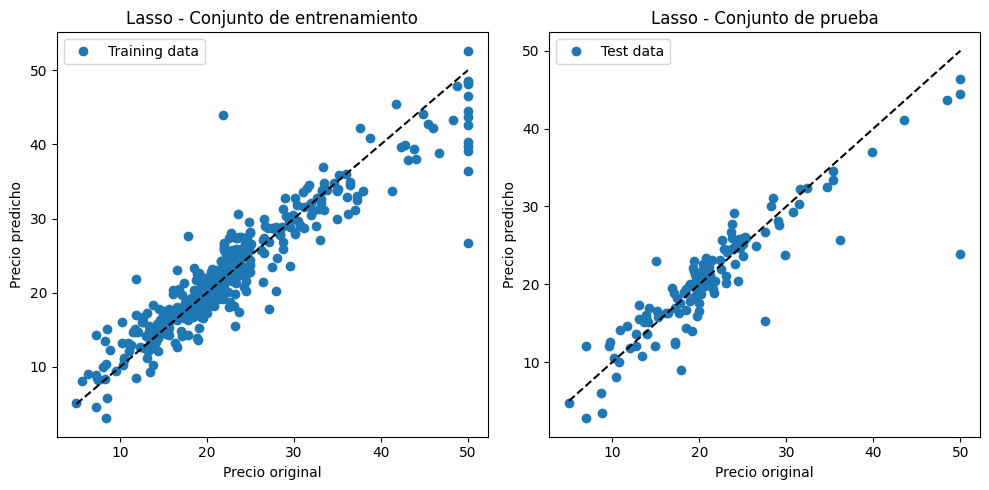 Lasso - Conjunto de entrenamiento
Training data
50
40
30
20
10
Precio predicho
10 20 30 40 50
Precio original
Lasso - Conjunto de prueba
Test data
50
40
30
20
10
Precio predicho
10 20 30 40 50
Precio original